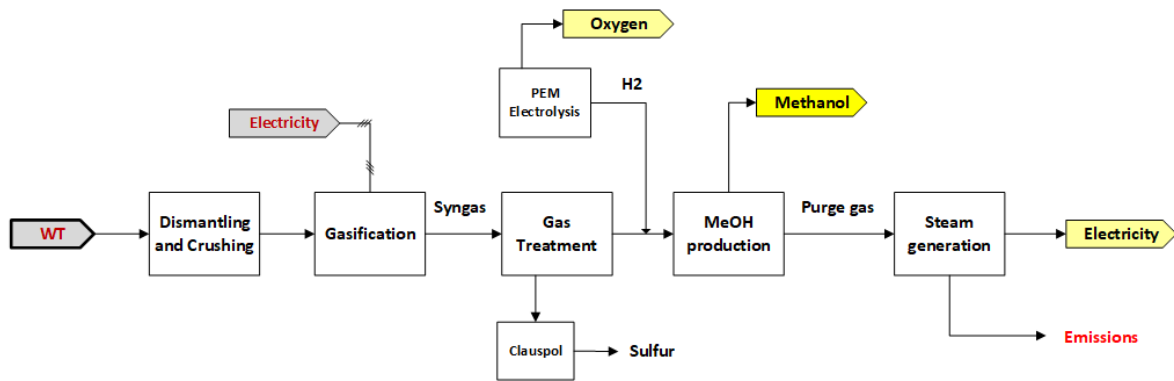 Oxygen
PEM
Electrolysis
H2
Methanol
Electricity
WT
Dismantling
and Crushing
Gasification
Syngas
Gas
Treatment
MeOH
production
Purge gas
Steam
generation
Electricity
Clauspol
Sulfur
Emissions